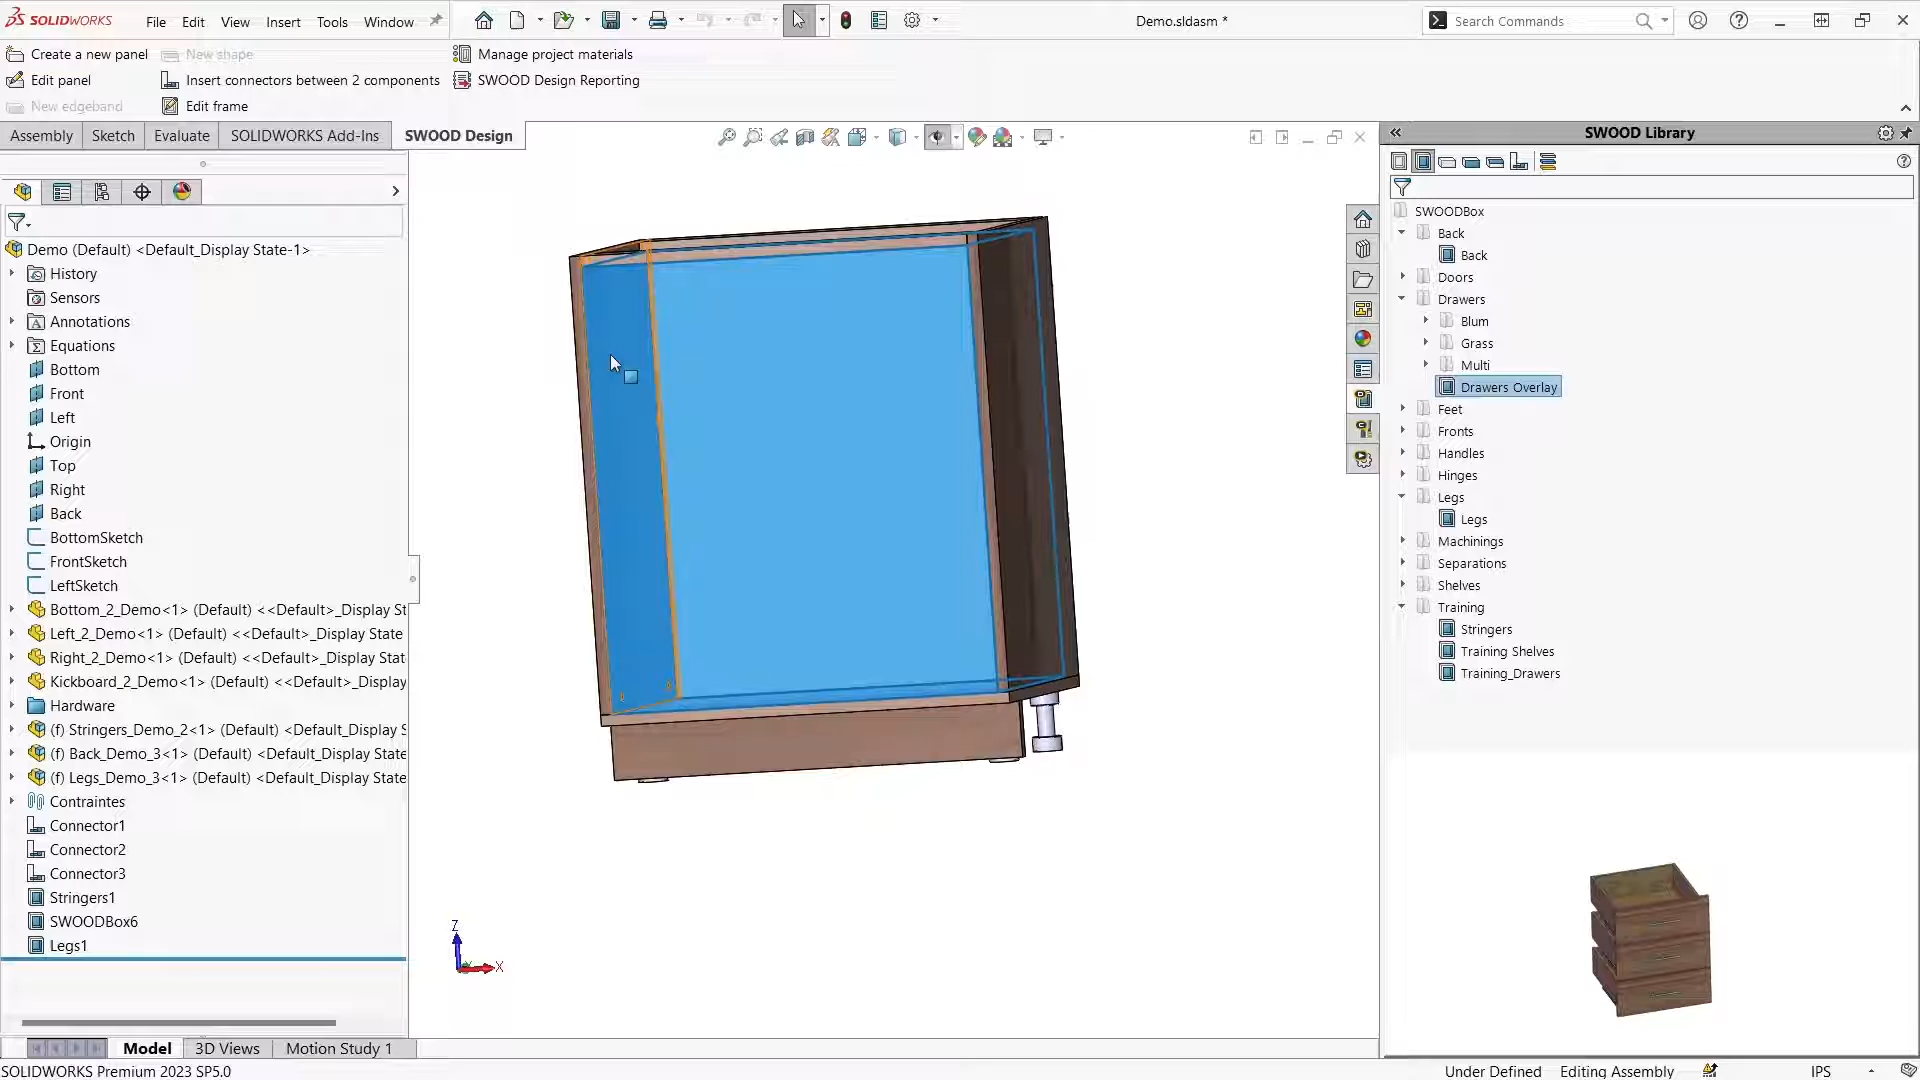 SOLIDWORKS
File Edit View Insert Tools Window
Demo.sldasm *
Search Commands
Create a new panel
New shape
Manage project materials
Edit panel
Insert connectors between 2 components
SWOOD Design Reporting
New edgeband
Edit frame
Assembly
Sketch
Evaluate
SOLIDWORKS Add-Ins
SWOOD Design
SWOOD Library
Demo (Default) <Default_Display State-1>
History
Sensors
Annotations
Equations
Bottom
Front
Left
Origin
Top
Right
Back
BottomSketch
FrontSketch
LeftSketch
Bottom_2_Demo<1> (Default) <<Default>_Display St
Left_2_Demo<1> (Default) <<Default>_Display State
Right_2_Demo<1> (Default) <<Default>_Display Stat
Kickboard_2_Demo<1> (Default) <<Default>_Display
Hardware
(f) Stringers_Demo_2<1> (Default) <Default_Display S
(f) Back_Demo_3<1> (Default) <Default_Display State
(f) Legs_Demo_3<1> (Default) <Default_Display State
Contraintes
Connector1
Connector2
Connector3
Stringers1
SWOODBox6
Legs1
Z
X
SWOODBox
Back
Back
Doors
Drawers
Blum
Grass
Multi
Drawers Overlay
Feet
Fronts
Handles
Hinges
Legs
Legs
Machinings
Separations
Shelves
Training
Stringers
Training Shelves
Training_Drawers
Model
3D Views
Motion Study 1
SOLIDWORKS Premium 2023 SP5.0
Under Defined
Editing Assembly
IPS